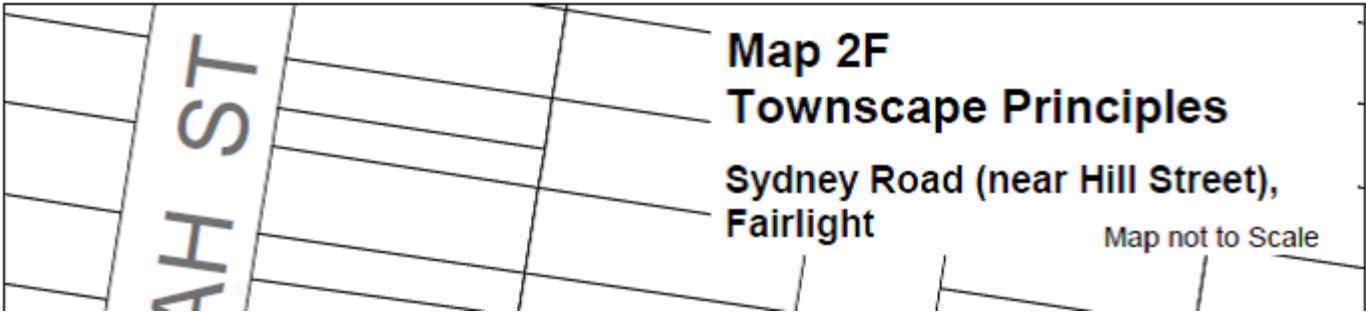 Map 2F
Townscape Principles
Sydney Road (near Hill Street),
Fairlight
Map not to Scale
AH ST